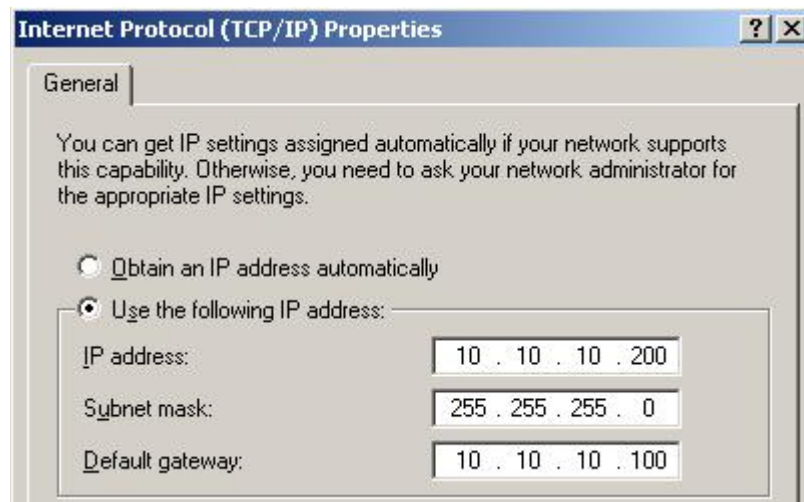 Internet Protocol (TCP/IP) Properties
General
You can get IP settings assigned automatically if your network supports
this capability. Otherwise, you need to ask your network administrator for
the appropriate IP settings.
Obtain an IP address automatically
Use the following IP address:
IP address: 10 . 10 . 10 . 200
Subnet mask: 255 . 255 . 255 . 0
Default gateway: 10 . 10 . 10 . 100